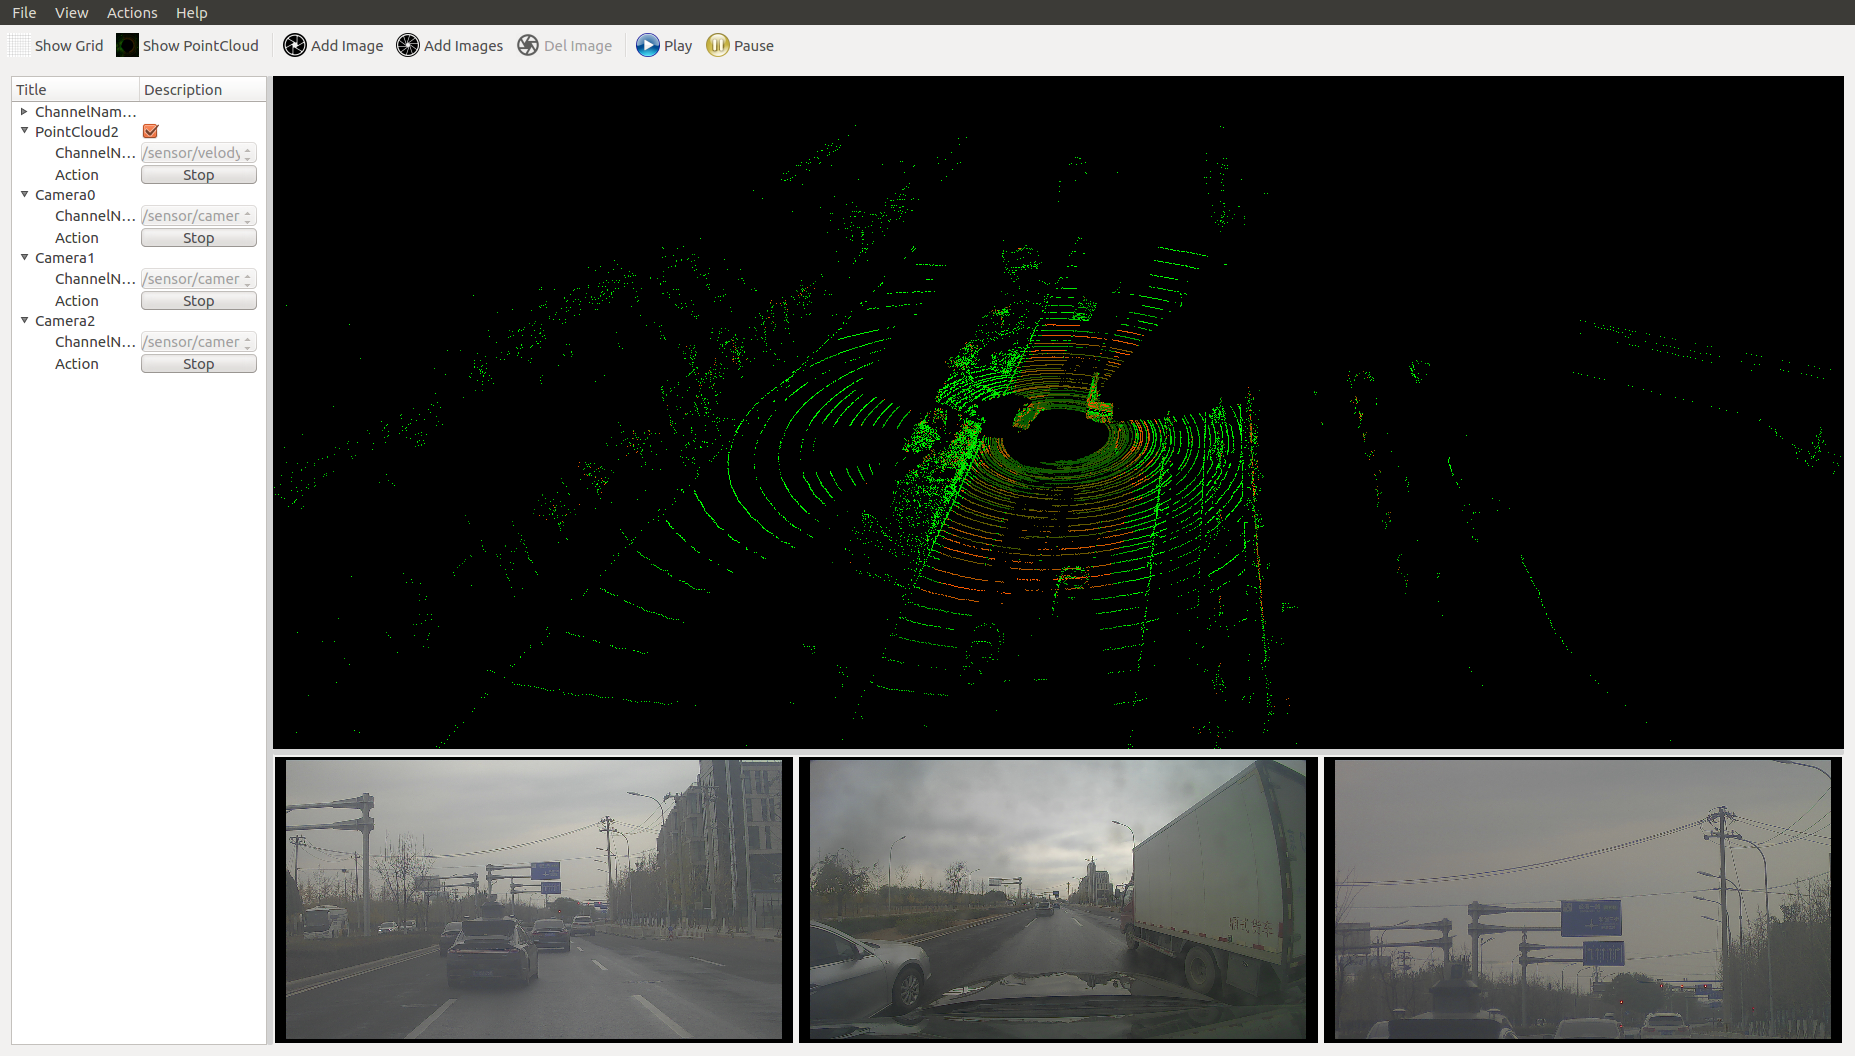 File View Actions Help
Show Grid Show PointCloud Add Image Add Images Del Image Play Pause
Title Description
ChannelNam...
PointCloud2
ChannelN... /sensor/velody
Action Stop
Camera0
ChannelN... /sensor/camer
Action Stop
Camera1
ChannelN... /sensor/camer
Action Stop
Camera2
ChannelN... /sensor/camer
Action Stop